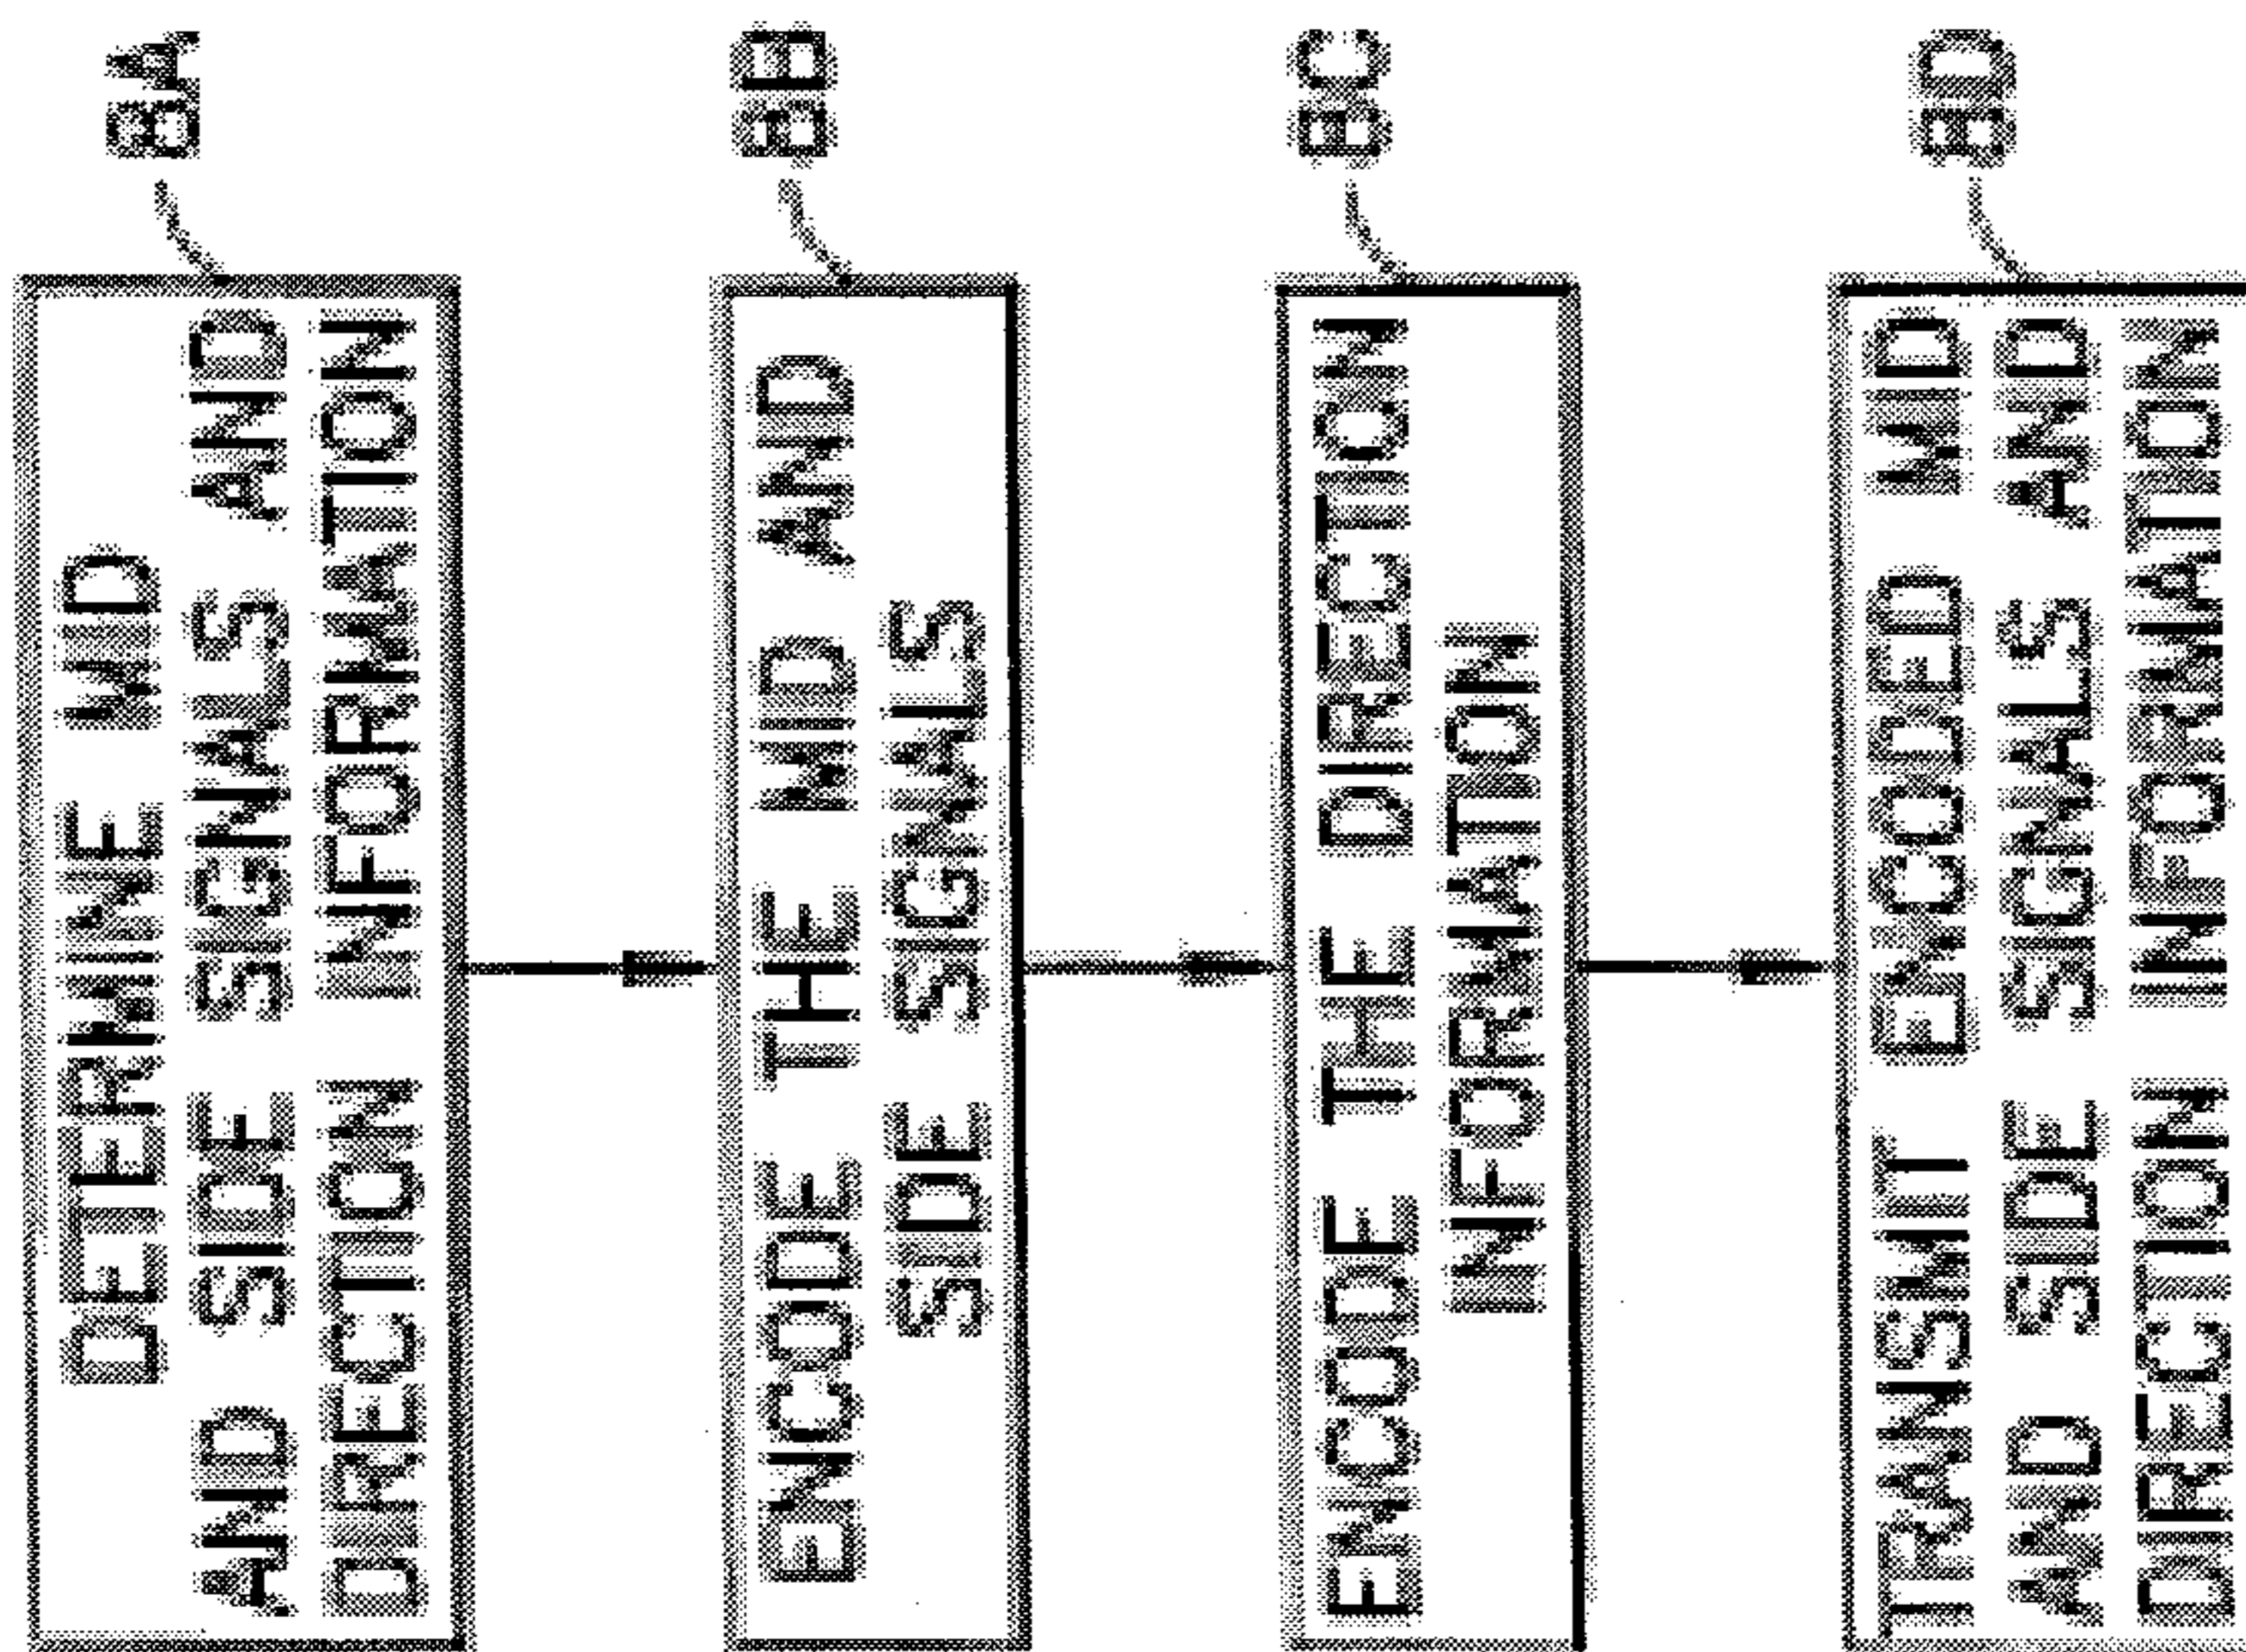 8A
DETERMINE MID
AND SIDE SIGNALS AND
DIRECTION INFORMATION
8B
ENCODE THE MID AND
SIDE SIGNALS
8C
ENCODE THE DIRECTION
INFORMATION
8D
TRANSMIT ENCODED MID
AND SIDE SIGNALS AND
DIRECTION INFORMATION